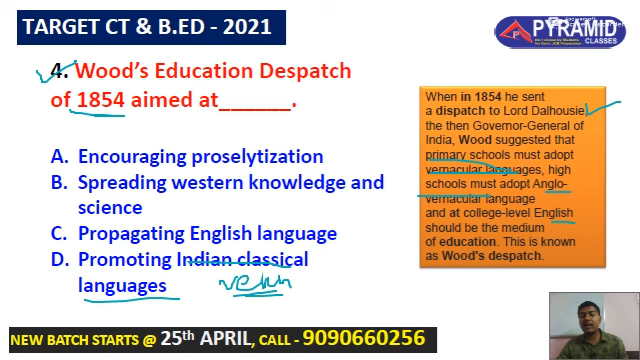 TARGET CT & B.ED - 2021
PYRAMID
CLASSES
4. Wood's Education Despatch
of 1854 aimed at______.
A. Encouraging proselytization
B. Spreading western knowledge and
science
C. Propagating English language
D. Promoting Indian classical
languages
When in 1854 he sent
a dispatch to Lord Dalhousie,
the then Governor-General of
India, Wood suggested that
primary schools must adopt
vernacular languages, high
schools must adopt Anglo-
vernacular language
and at college-level English
should be the medium
of education. This is known
as Wood's despatch.
NEW BATCH STARTS @ 25th APRIL, CALL - 9090660256